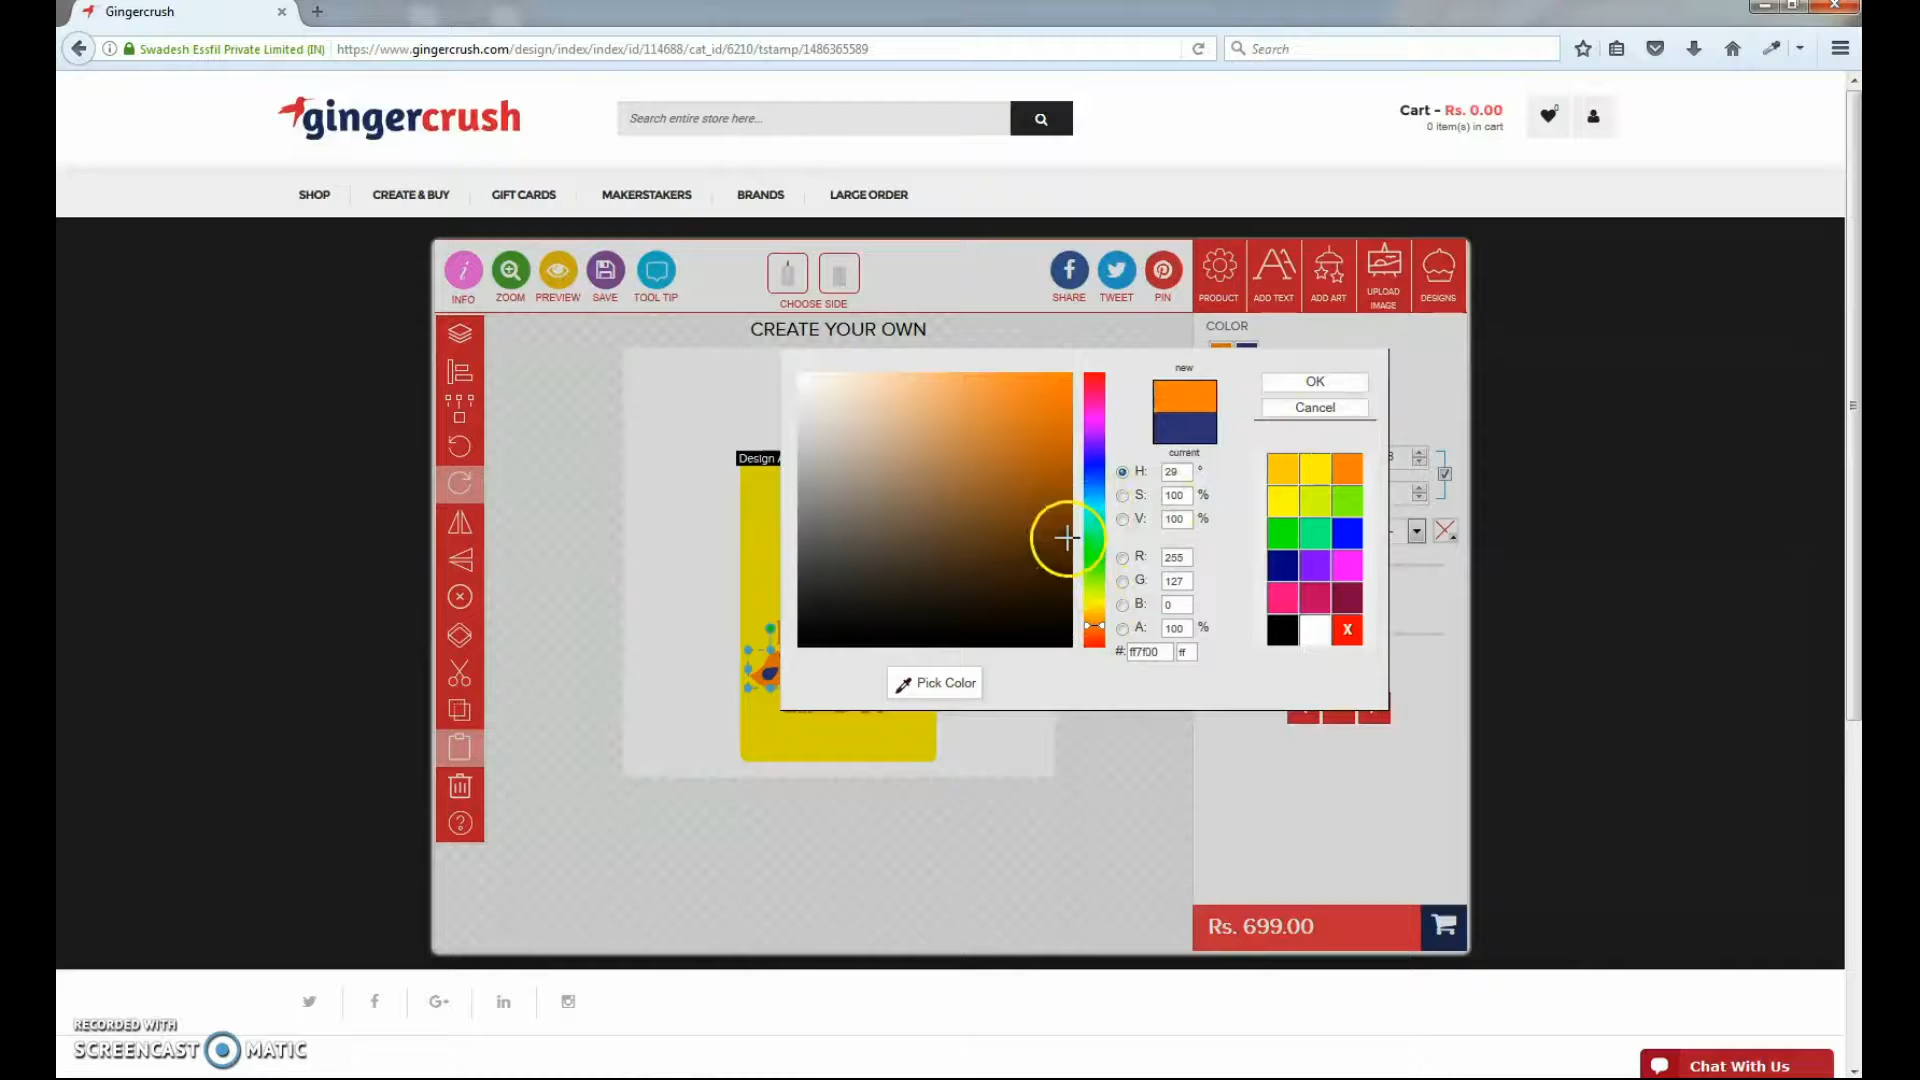 Gingercrush
Swadesh Essfil Private Limited (IN)
https://www.gingercrush.com/design/index/index/id/114688/cat_id/6210/tstamp/1486365589
Search
gingercrush
Search entire store here...
Cart - Rs. 0.00
0 item(s) in cart
0
SHOP
CREATE & BUY
GIFT CARDS
MAKERSTAKERS
BRANDS
LARGE ORDER
INFO
ZOOM
PREVIEW
SAVE
TOOL TIP
CHOOSE SIDE
SHARE
TWEET
PIN
PRODUCT
ADD TEXT
ADD ART
UPLOAD
IMAGE
DESIGNS
CREATE YOUR OWN
COLOR
Design
new
current
OK
Cancel
H: 29 °
S: 100 %
V: 100 %
R: 255
G: 127
B: 0
A: 100 %
#: ff7f00 ff
X
Pick Color
Rs. 699.00
RECORDED WITH
SCREENCAST MATIC
Chat With Us